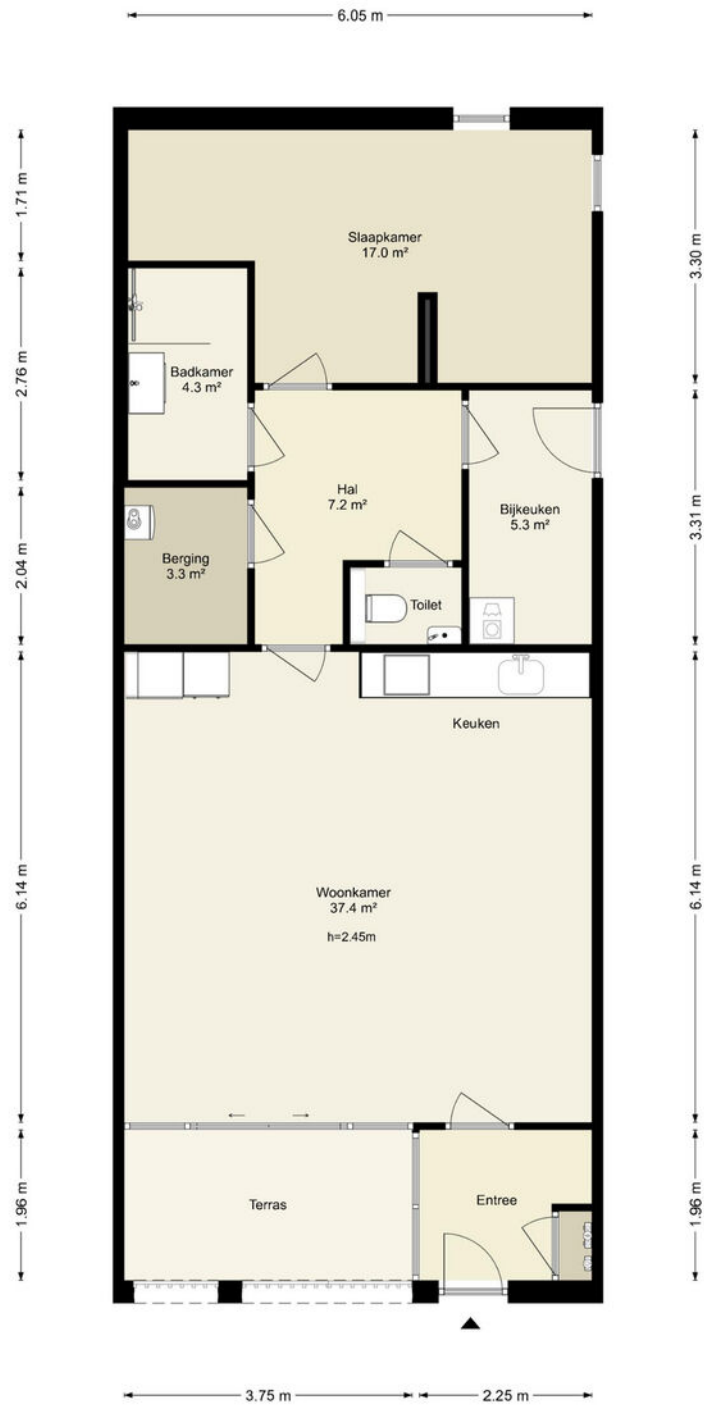 6.05 m
1.71 m
Slaapkamer
17.0 m²
3.30 m
2.76 m
Badkamer
4.3 m²
Hal
7.2 m²
Bijkeuken
5.3 m²
3.31 m
2.04 m
Berging
3.3 m²
Toilet
Keuken
6.14 m
Woonkamer
37.4 m²
h=2.45m
6.14 m
1.96 m
Terras
Entree
1.96 m
3.75 m
2.25 m